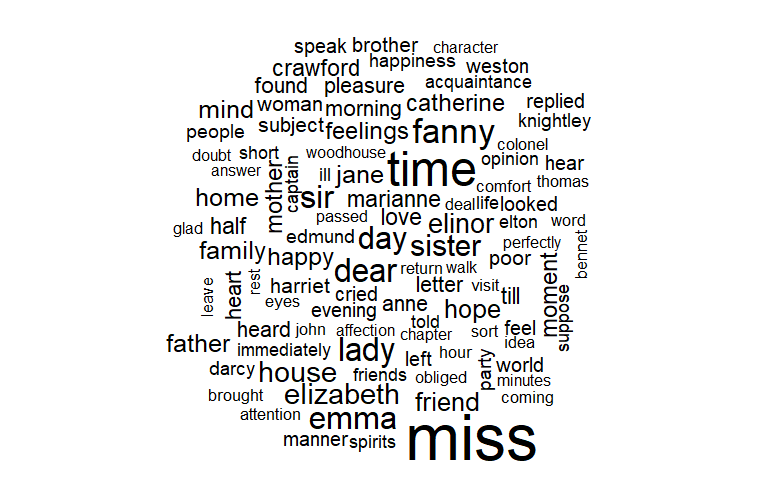 speak brother character
crawford happiness weston
found pleasure acquaintance
mind woman morning catherine replied
people subject feelings fanny knightley
doubt short woodhouse time opinion colonel hear
answer mother captain ill jane comfort thomas
home sir marianne deal life looked
glad half passed love elinor elton word
family edmund day sister perfectly bennet
happy dear return walk poor moment
leave heart rest harriet cried letter visit till suppose
eyes evening anne hope
father heard john affection told chapter sort feel idea
immediately lady left hour party world
darcy house friends obliged minutes
brought elizabeth friend coming
attention emma miss
manner spirits